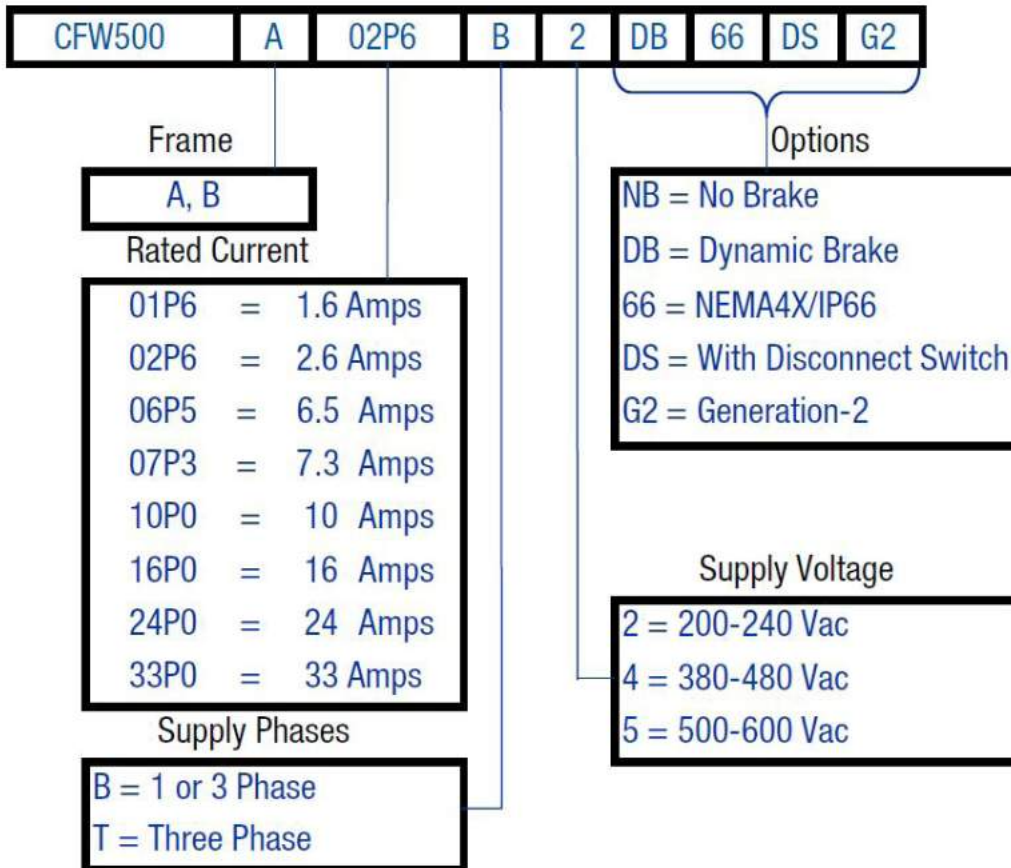 CFW500 A 02P6 B 2 DB 66 DS G2
Frame
A, B
Rated Current
01P6 = 1.6 Amps
02P6 = 2.6 Amps
06P5 = 6.5 Amps
07P3 = 7.3 Amps
10P0 = 10 Amps
16P0 = 16 Amps
24P0 = 24 Amps
33P0 = 33 Amps
Supply Phases
B = 1 or 3 Phase
T = Three Phase
Options
NB = No Brake
DB = Dynamic Brake
66 = NEMA4X/IP66
DS = With Disconnect Switch
G2 = Generation-2
Supply Voltage
2 = 200-240 Vac
4 = 380-480 Vac
5 = 500-600 Vac